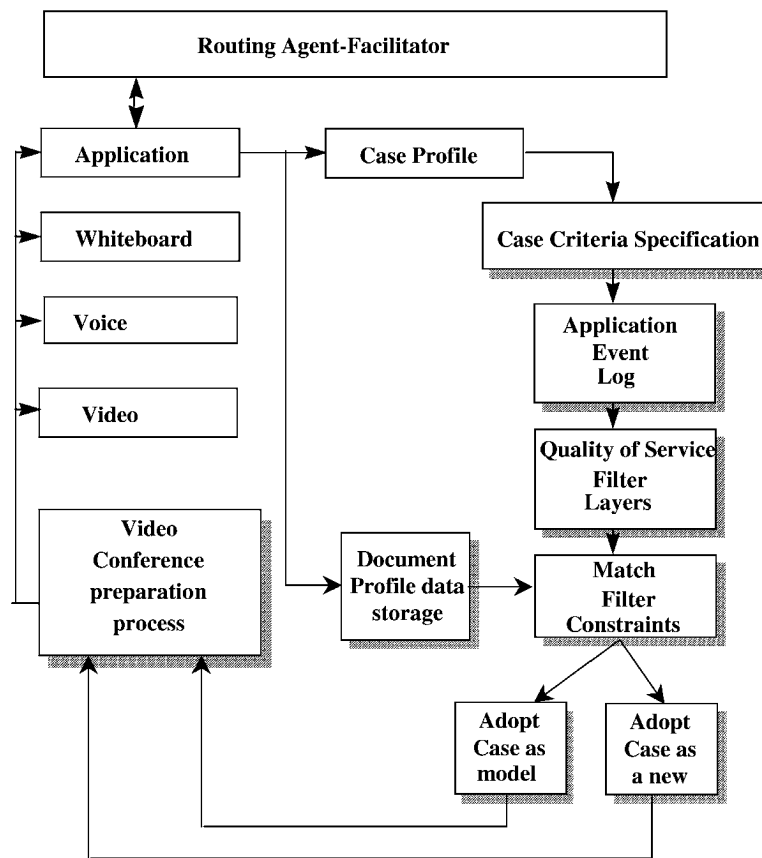 Routing Agent-Facilitator
Application
Case Profile
Whiteboard
Case Criteria Specification
Voice
Application
Event
Log
Video
Quality of Service
Filter
Layers
Video
Conference
preparation
process
Document
Profile data
storage
Match
Filter
Constraints
Adopt
Case as
model
Adopt
Case as
a new